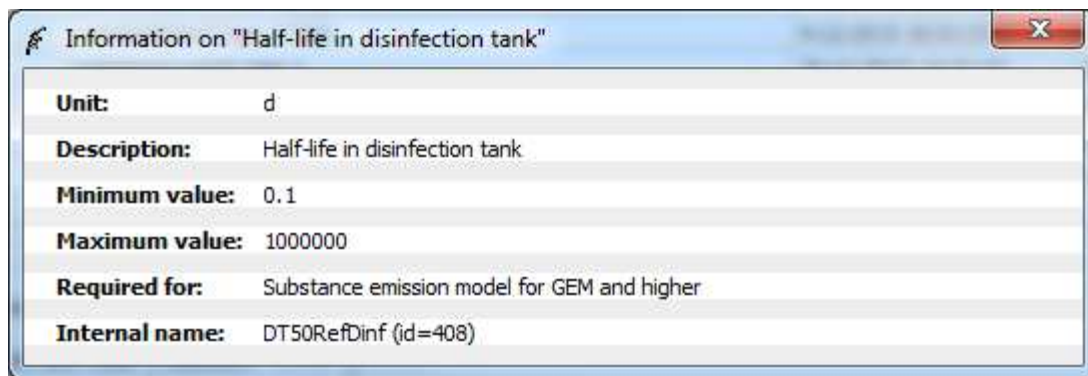 Information on "Half-life in disinfection tank"
Unit: d
Description: Half-life in disinfection tank
Minimum value: 0.1
Maximum value: 1000000
Required for: Substance emission model for GEM and higher
Internal name: DT50RefDinf (id=408)